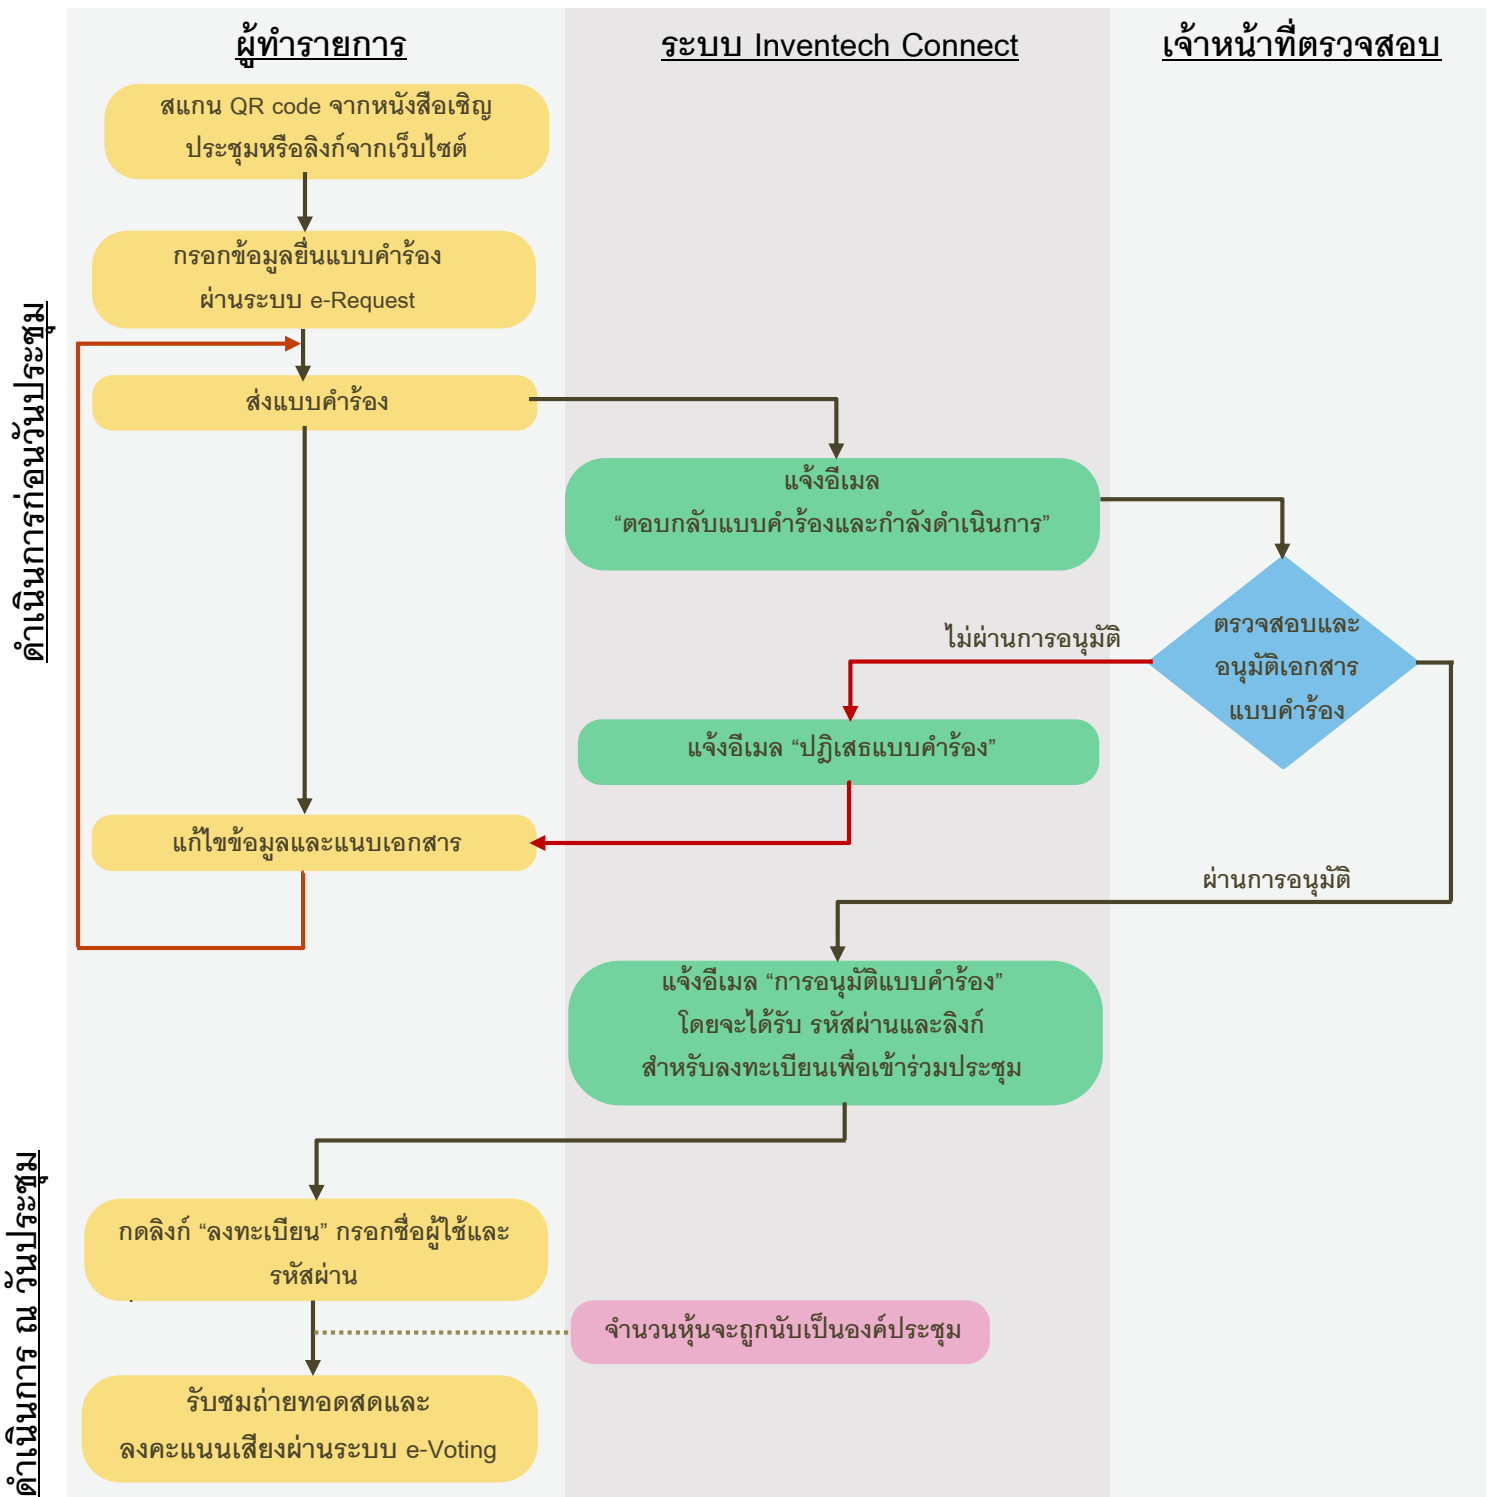 ผู้ทำรายการ
ระบบ Inventech Connect
เจ้าหน้าที่ตรวจสอบ
ดำเนินการก่อนวันประชุม
สแกน QR code จากหนังสือเชิญ
ประชุมหรือลิงก์จากเว็บไซต์
กรอกข้อมูลยื่นแบบคำร้อง
ผ่านระบบ e-Request
ส่งแบบคำร้อง
แจ้งอีเมล
“ตอบกลับแบบคำร้องและกำลังดำเนินการ”
ตรวจสอบและ
อนุมัติเอกสาร
แบบคำร้อง
ไม่ผ่านการอนุมัติ
แจ้งอีเมล “ปฎิเสธแบบคำร้อง”
แก้ไขข้อมูลและแนบเอกสาร
ผ่านการอนุมัติ
แจ้งอีเมล “การอนุมัติแบบคำร้อง”
โดยจะได้รับ รหัสผ่านและลิงก์
สำหรับลงทะเบียนเพื่อเข้าร่วมประชุม
ดำเนินการ ณ วันประชุม
กดลิงก์ “ลงทะเบียน” กรอกชื่อผู้ใช้และ
รหัสผ่าน
จำนวนหุ้นจะถูกนับเป็นองค์ประชุม
รับชมถ่ายทอดสดและ
ลงคะแนนเสียงผ่านระบบ e-Voting